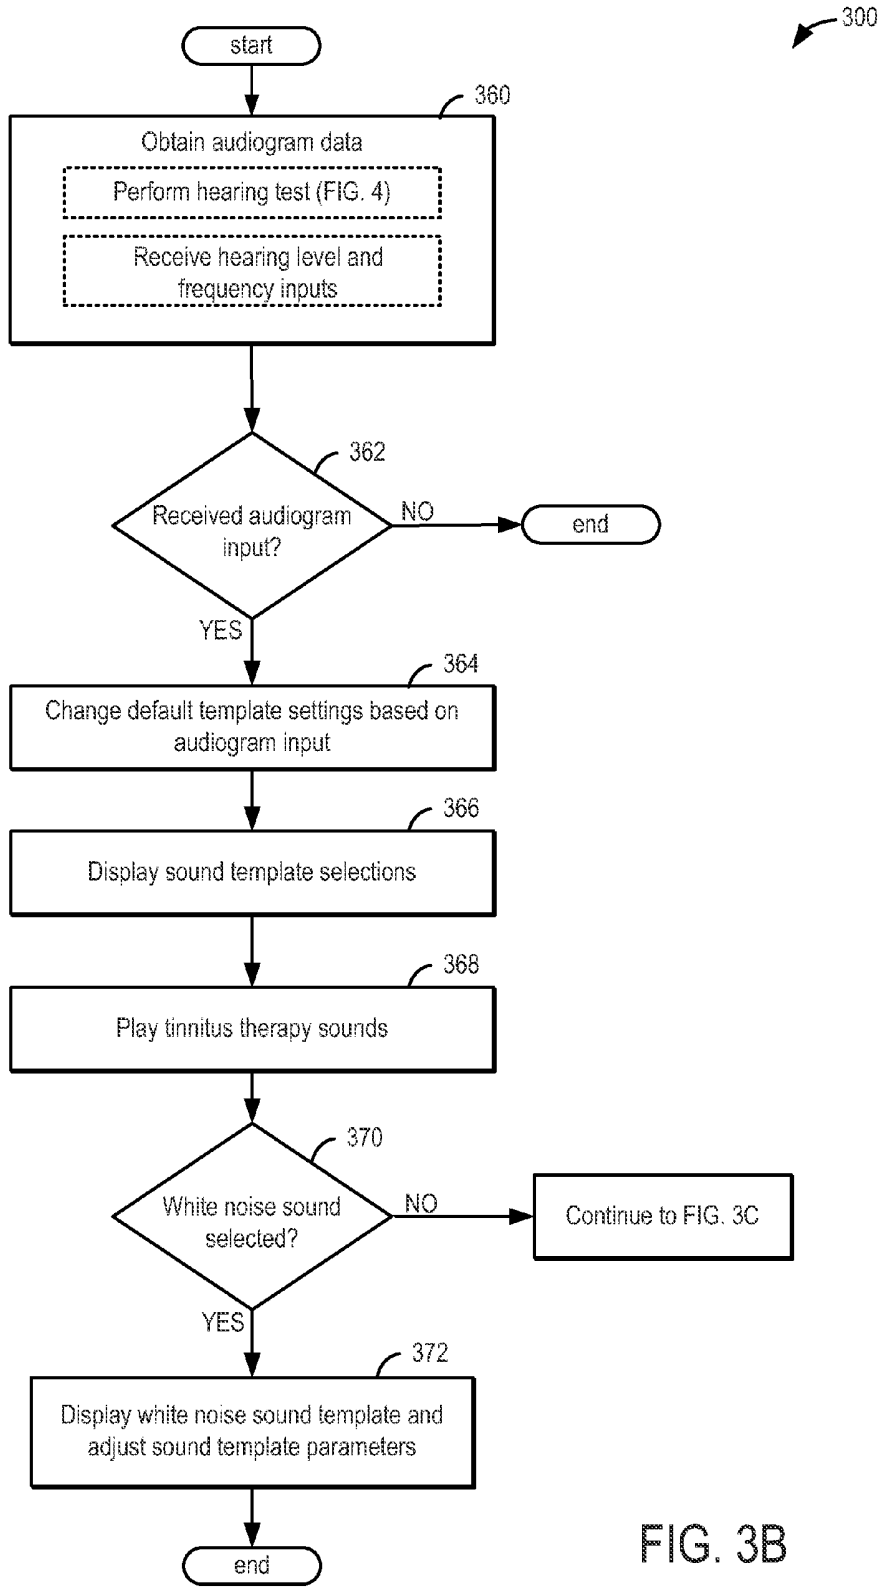 300
start
360
Obtain audiogram data
Perform hearing test (FIG. 4)
Receive hearing level and
frequency inputs
362
Received audiogram
input?
NO
end
YES
364
Change default template settings based on
audiogram input
366
Display sound template selections
368
Play tinnitus therapy sounds
370
White noise sound
selected?
NO
Continue to FIG. 3C
YES
372
Display white noise sound template and
adjust sound template parameters
end
FIG. 3B